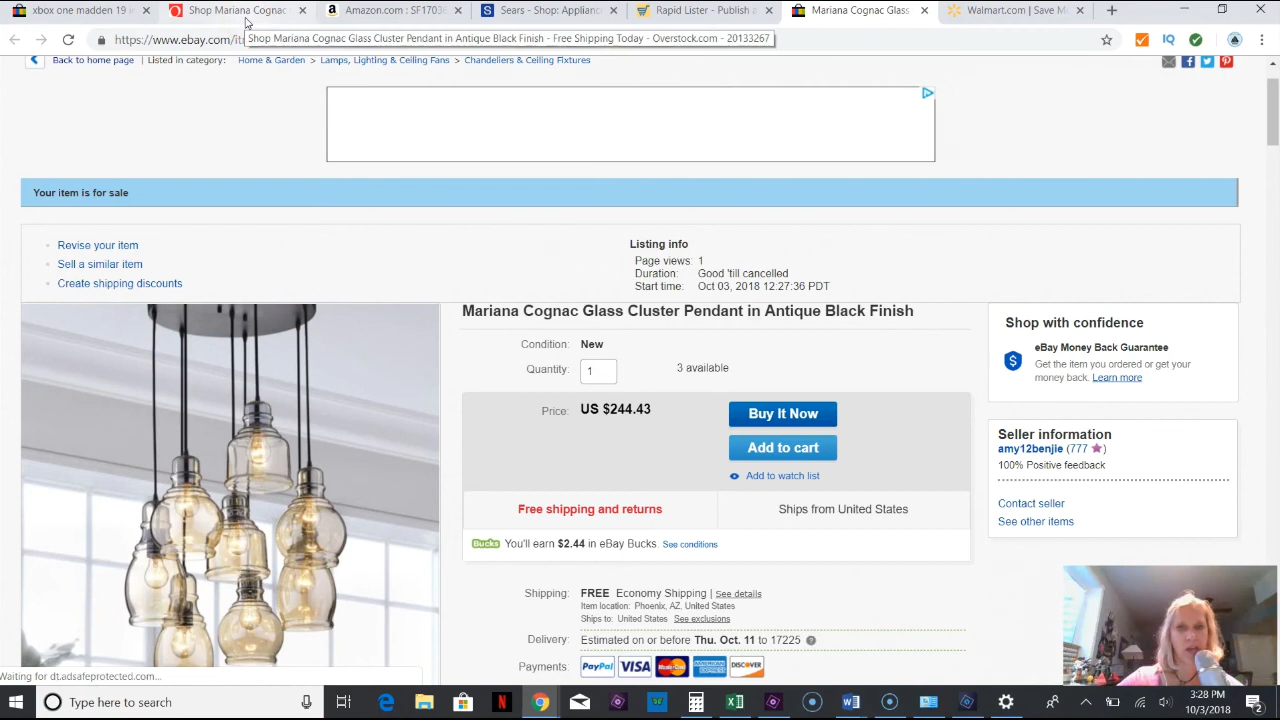 xbox one madden 19 i
Shop Mariana Cognac
Amazon.com : SF1703
Sears - Shop: Applianc
Rapid Lister - Publish a
Mariana Cognac Glass
Walmart.com | Save M
https://www.ebay.com/it
Shop Mariana Cognac Glass Cluster Pendant in Antique Black Finish - Free Shipping Today - Overstock.com - 20133267
IQ
Back to home page | Listed in category: Home & Garden > Lamps, Lighting & Ceiling Fans > Chandeliers & Ceiling Fixtures
Your item is for sale
Revise your item
Sell a similar item
Create shipping discounts
Listing info
Page views: 1
Duration: Good 'till cancelled
Start time: Oct 03, 2018 12.27:36 PDT
Mariana Cognac Glass Cluster Pendant in Antique Black Finish
Condition: New
Quantity: 1 3 available
Price: US $244.43
Buy It Now
Add to cart
Add to watch list
Free shipping and returns
Ships from United States
Bucks You'll earn $2.44 in eBay Bucks. See conditions
Shipping: FREE Economy Shipping | See details
Item location: Phoenix, AZ, United States
Ships to: United States See exclusions
Delivery: Estimated on or before Thu. Oct. 11 to 17225
Payments: PayPal VISA MasterCard AMERICAN EXPRESS DISCOVER
Shop with confidence
eBay Money Back Guarantee
Get the item you ordered or get your
money back. Learn more
Seller information
amy12benjie (777 )
100% Positive feedback
Contact seller
See other items
Waiting for dt.adsafeprotected.com...
Type here to search
3:28 PM
10/3/2018
2